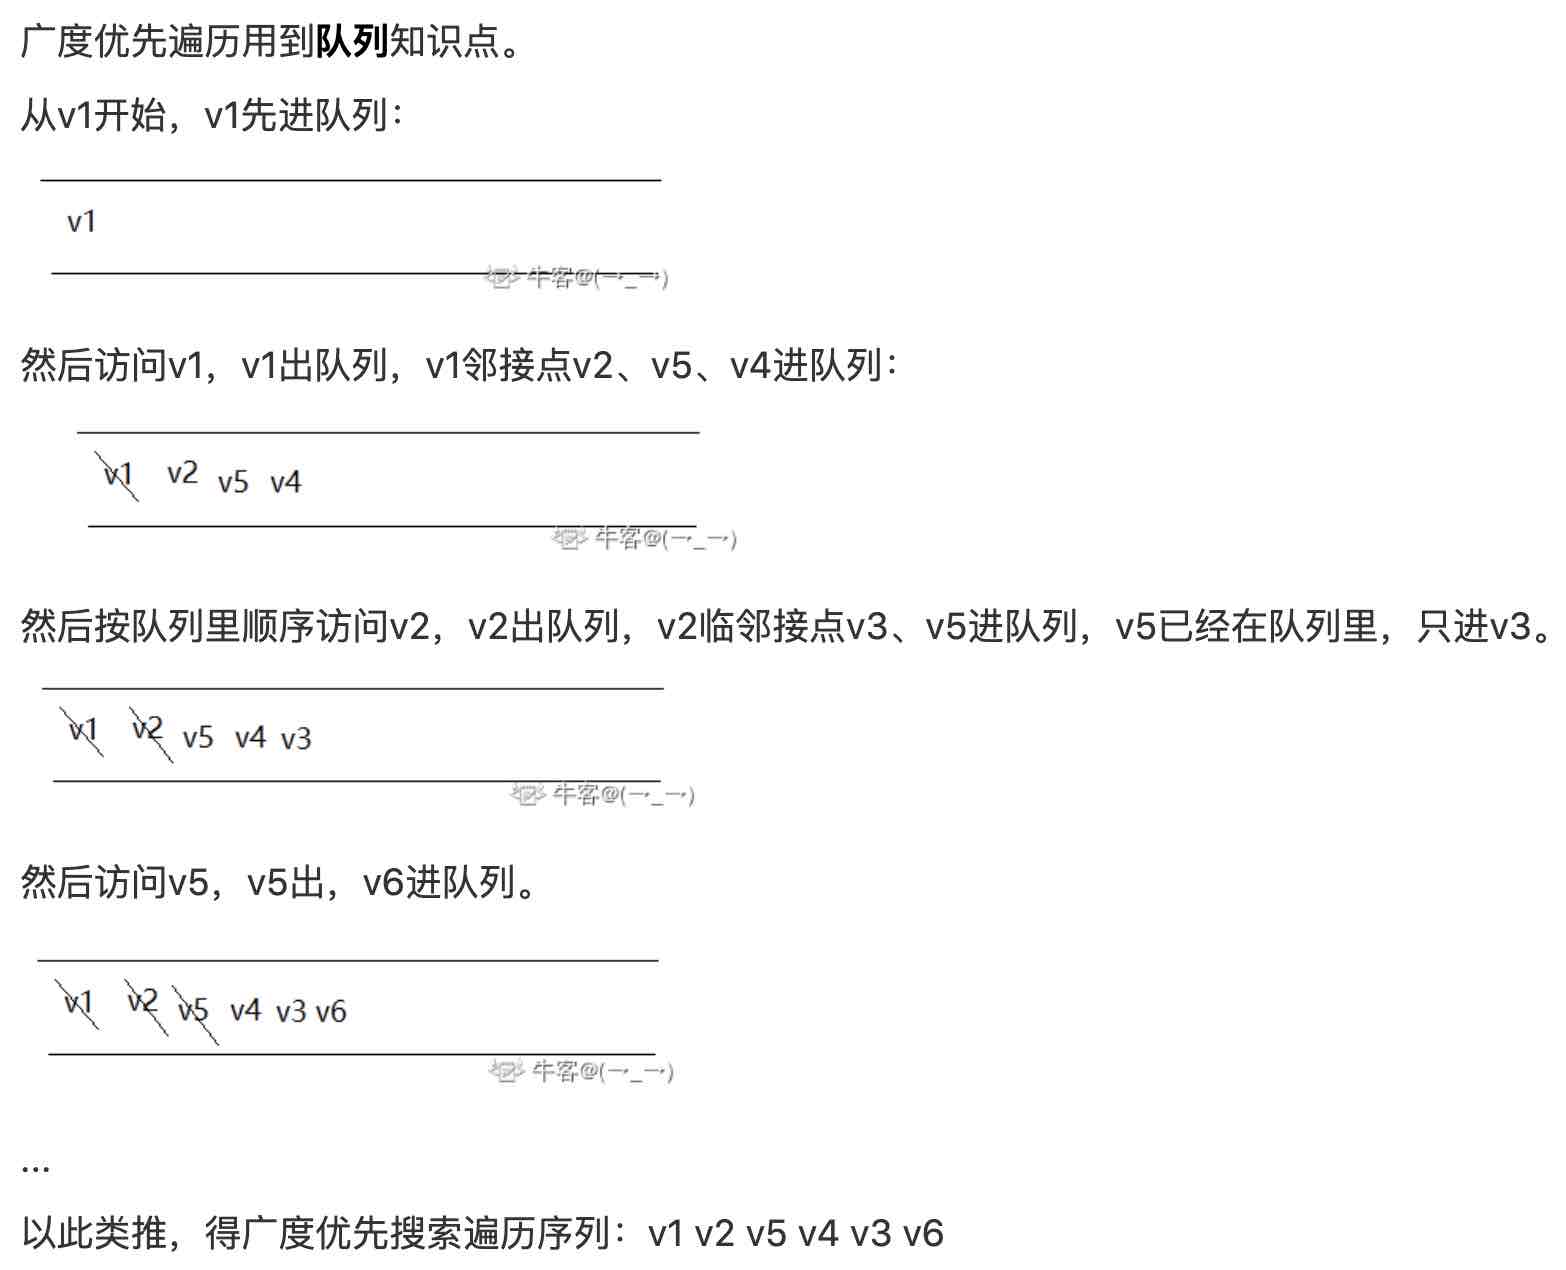 广度优先遍历用到队列知识点。
从v1开始，v1先进队列：
v1
牛客@(一_一)
然后访问v1，v1出队列，v1邻接点v2、v5、v4进队列：
v1 v2 v5 v4
牛客@(一_一)
然后按队列里顺序访问v2，v2出队列，v2临邻接点v3、v5进队列，v5已经在队列里，只进v3。
v1 v2 v5 v4 v3
牛客@(一_一)
然后访问v5，v5出，v6进队列。
v1 v2 v5 v4 v3 v6
牛客@(一_一)
...
以此类推，得广度优先搜索遍历序列：v1 v2 v5 v4 v3 v6